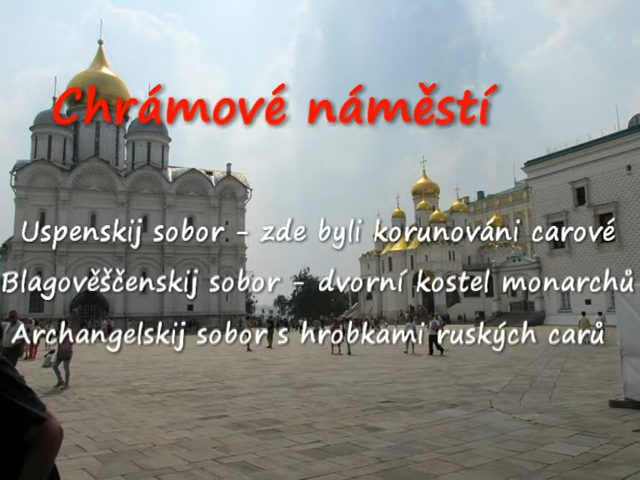 Chrámové náměstí
Uspenskij sobor - zde byli korunováni carové
Blagověščenskij sobor - dvorní kostel monarchů
Archangelskij sobor s hrobkami ruských carů